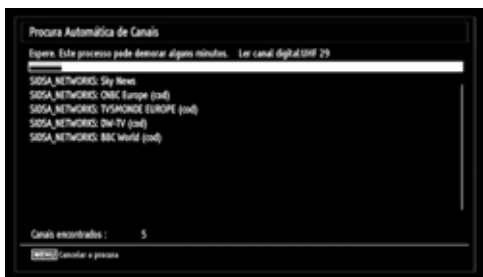 Procura Automática de Canais
Espere. Este processo pode demorar alguns minutos. Ler canal digital:UHF 29
SIDSA_NETWORKS: Sky News
SIDSA_NETWORKS: CNBC Europe (cod)
SIDSA_NETWORKS: TV5MONDE EUROPE (cod)
SIDSA_NETWORKS: DW-TV (cod)
SIDSA_NETWORKS: BBC World (cod)
Canais encontrados : 5
MENU Cancelar a procura